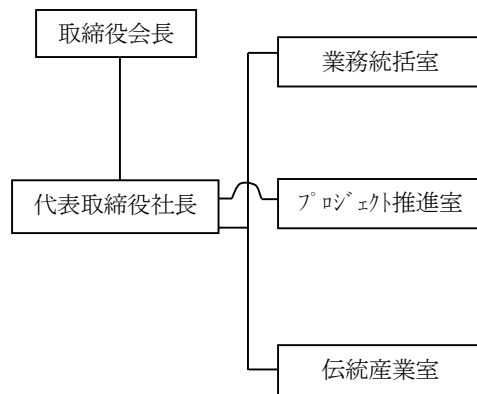 取締役会長
業務統括室
代表取締役社長
ﾌﾟﾛｼﾞｪｸﾄ推進室
伝統産業室